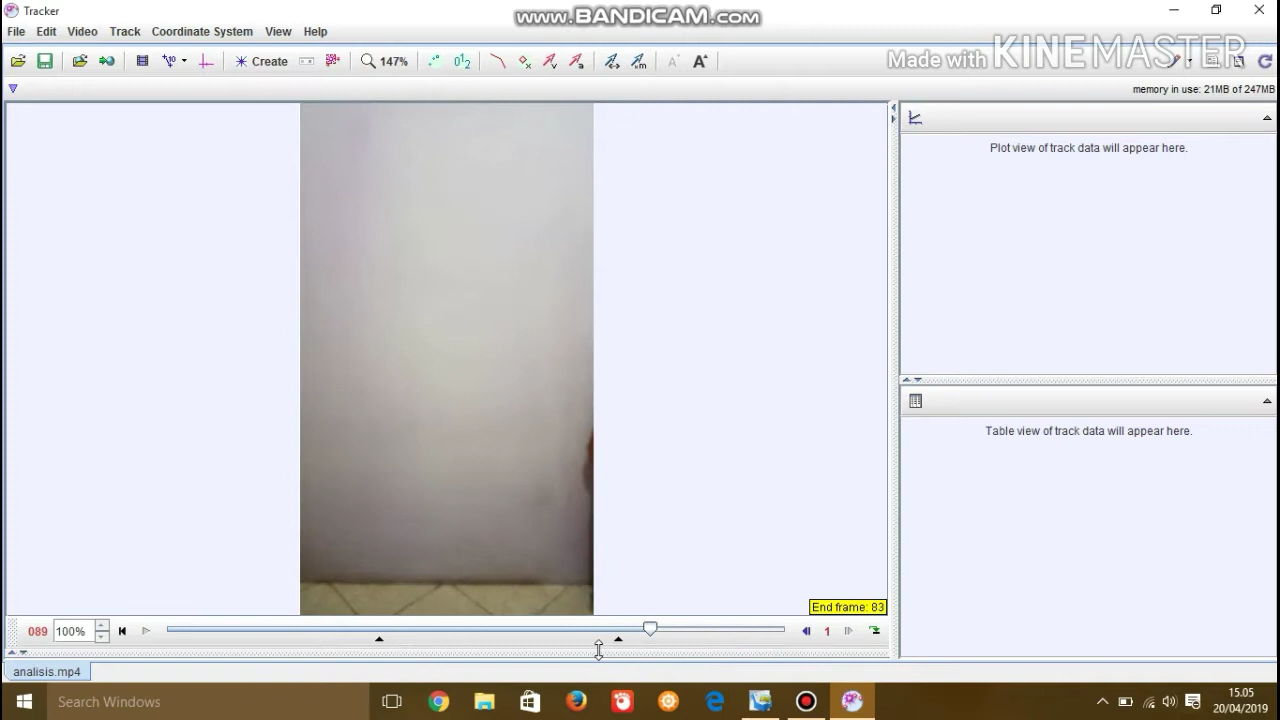 Tracker
www.BANDICAM.com
File Edit Video Track Coordinate System View Help
Create 147%
Made with KINEMASTER
memory in use: 21MB of 247MB
Plot view of track data will appear here.
Table view of track data will appear here.
End frame: 83
089 100% 1
analisis.mp4
Search Windows
15.05
20/04/2019